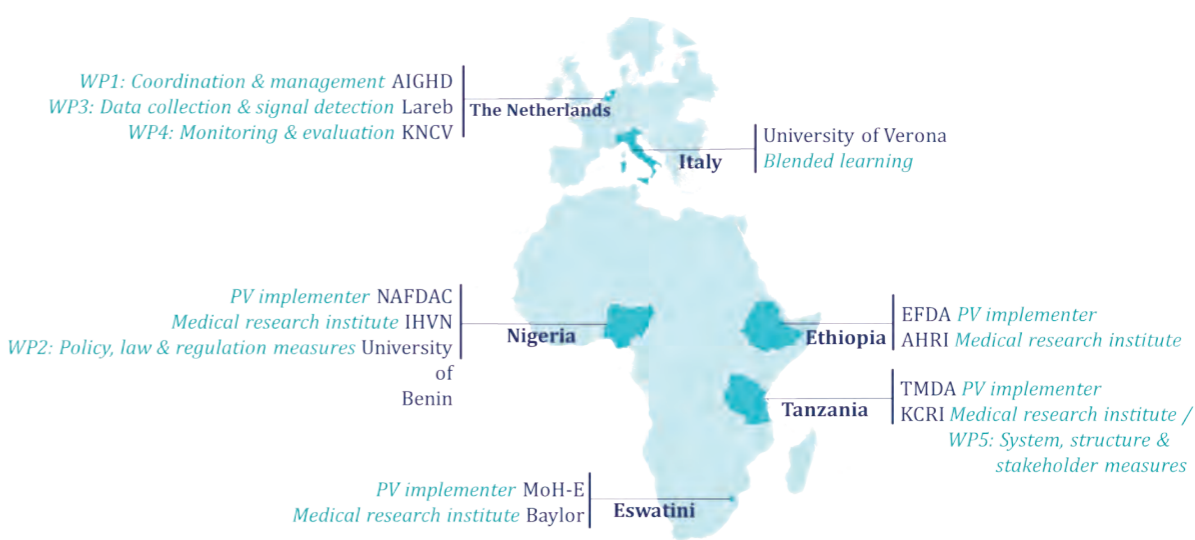 WP1: Coordination & management AIGHD
WP3: Data collection & signal detection Lareb
WP4: Monitoring & evaluation KNCV
The Netherlands
University of Verona
Blended learning
Italy
PV implementer NAFDAC
Medical research institute IHVN
WP2: Policy, law & regulation measures University
of
Benin
Nigeria
EFDA PV implementer
AHRI Medical research institute
Ethiopia
TMDA PV implementer
KCRI Medical research institute /
WP5: System, structure &
stakeholder measures
Tanzania
PV implementer MoH-E
Medical research institute Baylor
Eswatini